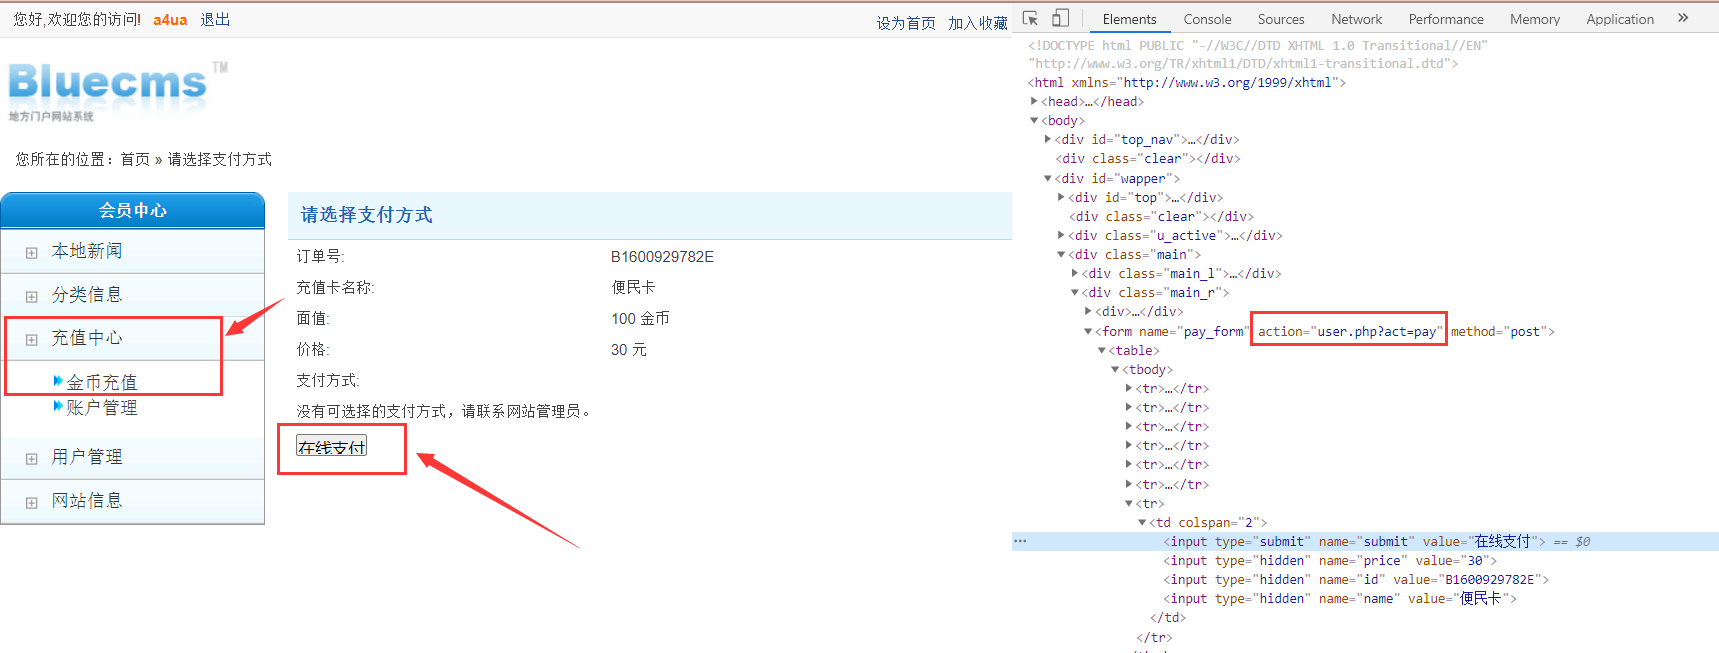 您好,欢迎您的访问! a4ua 退出
设为首页 加入收藏
Bluecms TM
地方门户网站系统
您所在的位置：首页 » 请选择支付方式
会员中心
本地新闻
分类信息
充值中心
金币充值
账户管理
用户管理
网站信息
请选择支付方式
订单号: B1600929782E
充值卡名称: 便民卡
面值: 100 金币
价格: 30 元
支付方式:
没有可选择的支付方式，请联系网站管理员。
在线支付
Elements Console Sources Network Performance Memory Application »
<!DOCTYPE html PUBLIC "-//W3C//DTD XHTML 1.0 Transitional//EN"
"http://www.w3.org/TR/xhtml1/DTD/xhtml1-transitional.dtd">
<html xmlns="http://www.w3.org/1999/xhtml">
<head>…</head>
<body>
<div id="top_nav">…</div>
<div class="clear"></div>
<div id="wapper">
<div id="top">…</div>
<div class="clear"></div>
<div class="u_active">…</div>
<div class="main">
<div class="main_l">…</div>
<div class="main_r">
<div>…</div>
<form name="pay_form" action="user.php?act=pay" method="post">
<table>
<tbody>
<tr>…</tr>
<tr>…</tr>
<tr>…</tr>
<tr>…</tr>
<tr>…</tr>
<tr>…</tr>
<tr>
<td colspan="2">
<input type="submit" name="submit" value="在线支付"> == $0
<input type="hidden" name="price" value="30">
<input type="hidden" name="id" value="B1600929782E">
<input type="hidden" name="name" value="便民卡">
</td>
</tr>